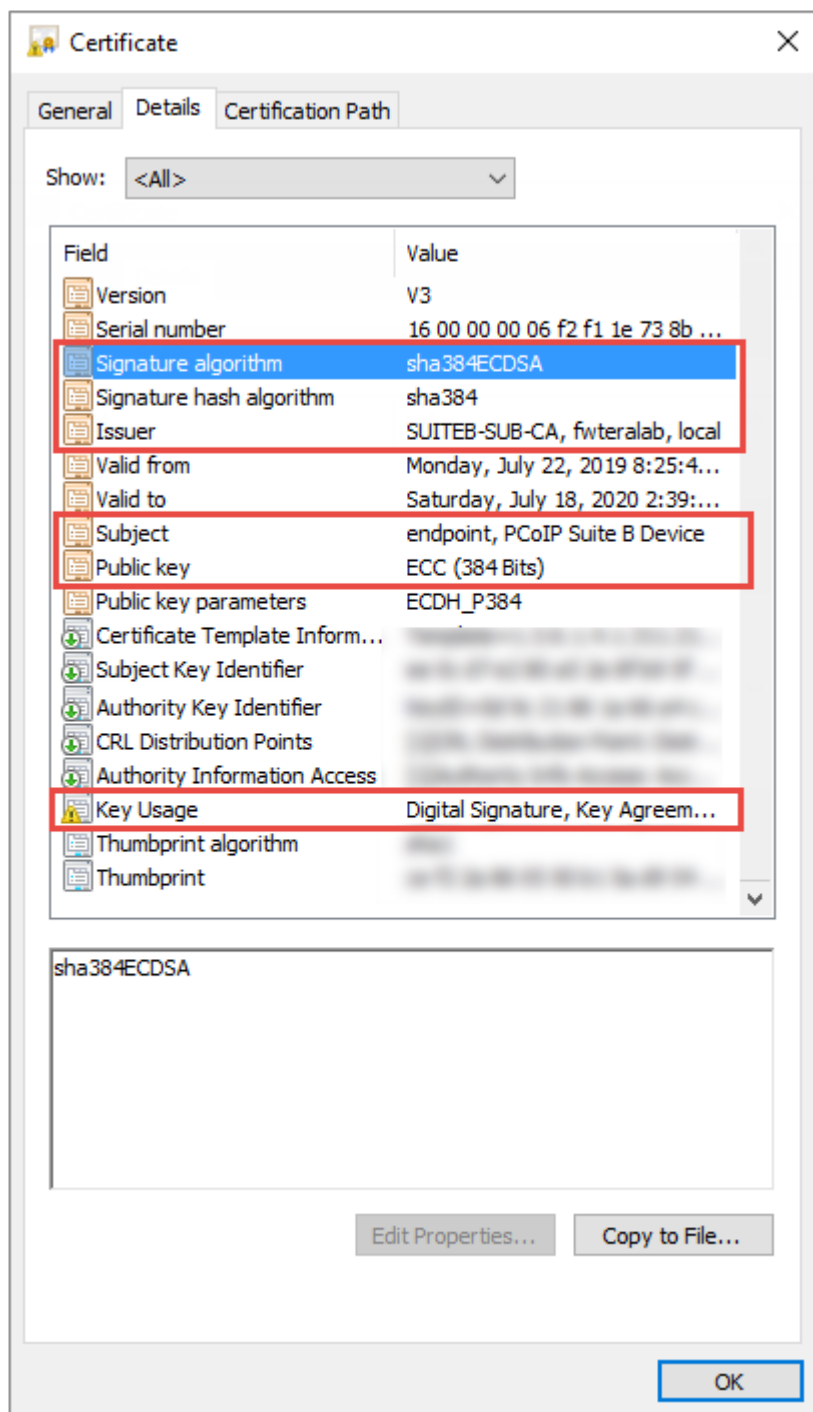 Certificate
General Details Certification Path
Show: <All>
Field Value
Version V3
Serial number 16 00 00 00 06 f2 f1 1e 73 8b ...
Signature algorithm sha384ECDSA
Signature hash algorithm sha384
Issuer SUITEB-SUB-CA, fwteralab, local
Valid from Monday, July 22, 2019 8:25:4...
Valid to Saturday, July 18, 2020 2:39:...
Subject endpoint, PCoIP Suite B Device
Public key ECC (384 Bits)
Public key parameters ECDH_P384
Certificate Template Inform...
Subject Key Identifier
Authority Key Identifier
CRL Distribution Points
Authority Information Access
Key Usage Digital Signature, Key Agreem...
Thumbprint algorithm
Thumbprint
sha384ECDSA
Edit Properties... Copy to File...
OK